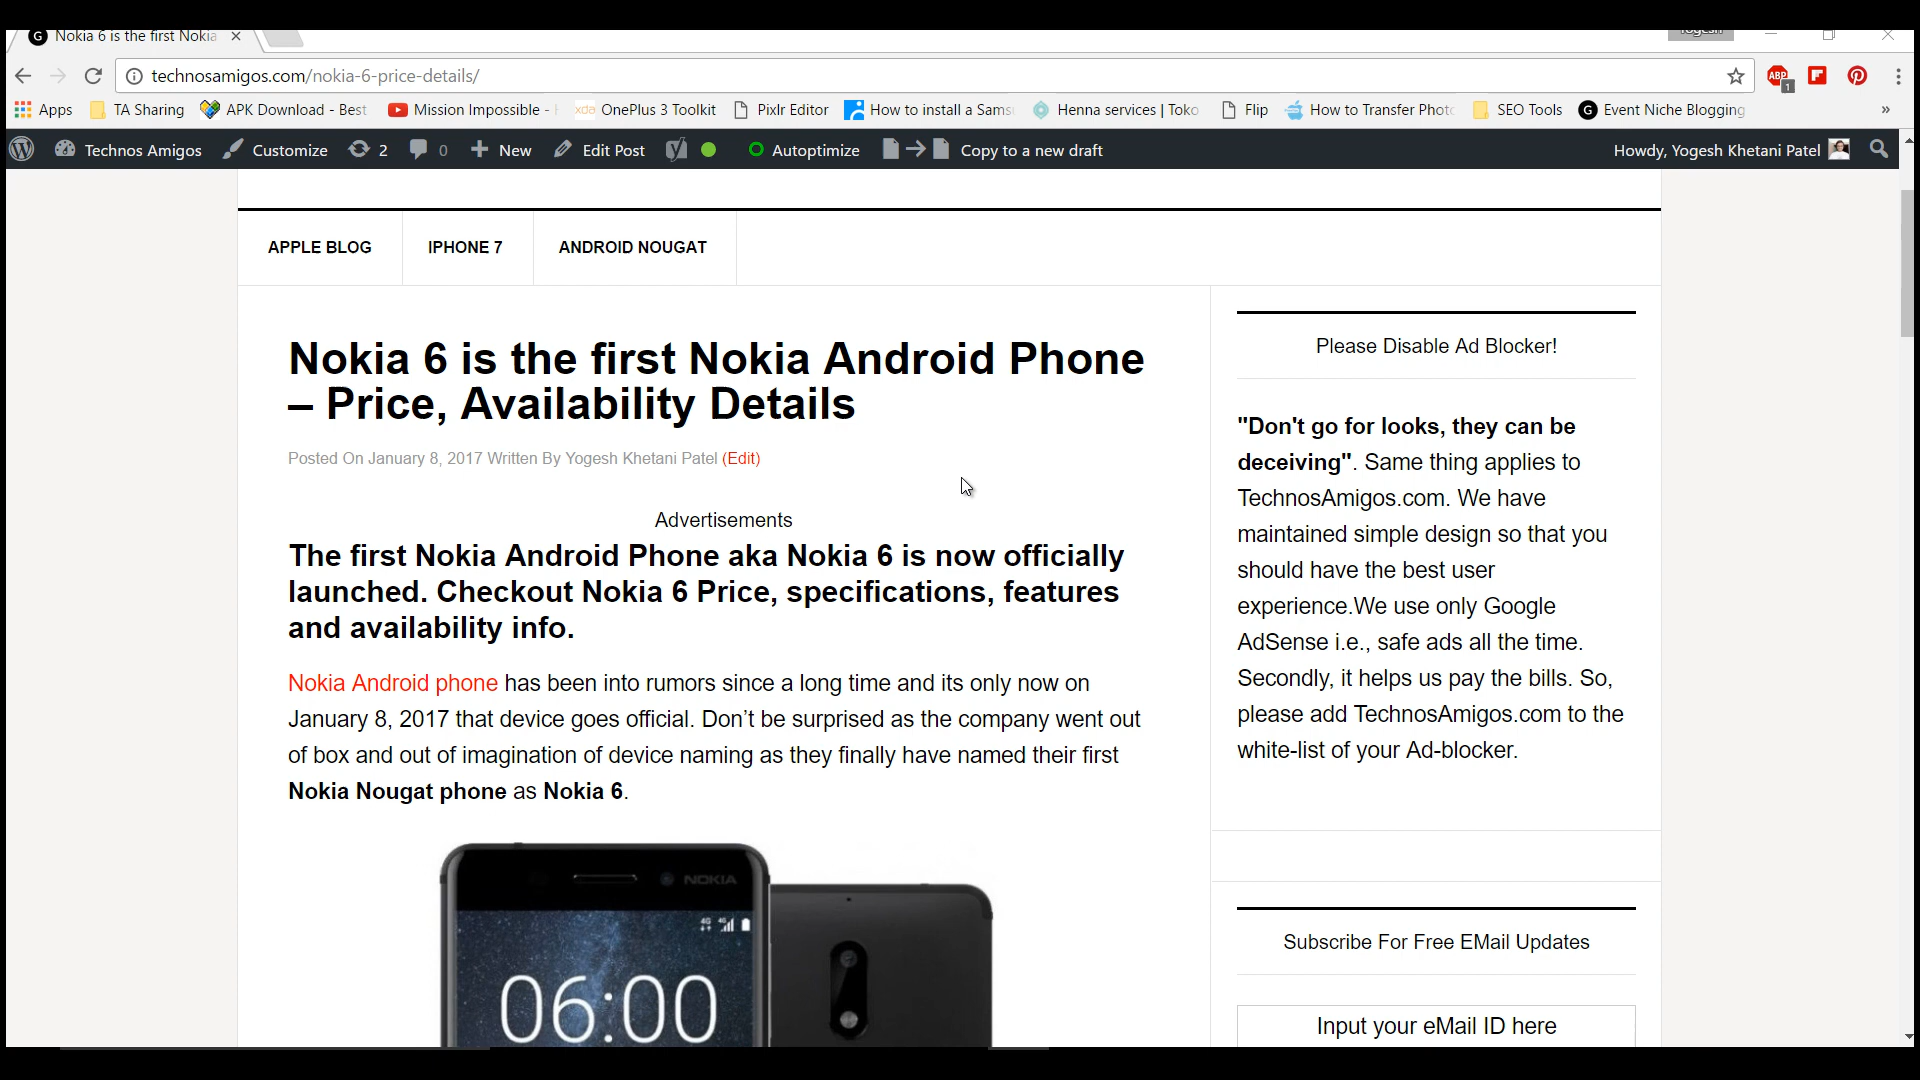 Nokia 6 is the first Nokia
Yogesh
technosamigos.com/nokia-6-price-details/
ABP
1
Apps
TA Sharing
APK Download - Best
Mission Impossible -
xda
OnePlus 3 Toolkit
Pixlr Editor
How to install a Sams
Henna services | Toko
Flip
How to Transfer Photo
SEO Tools
Event Niche Blogging
»
Technos Amigos
Customize
2
0
New
Edit Post
Autoptimize
Copy to a new draft
Howdy, Yogesh Khetani Patel
APPLE BLOG
IPHONE 7
ANDROID NOUGAT
Nokia 6 is the first Nokia Android Phone
– Price, Availability Details
Posted On January 8, 2017 Written By Yogesh Khetani Patel (Edit)
Advertisements
The first Nokia Android Phone aka Nokia 6 is now officially
launched. Checkout Nokia 6 Price, specifications, features
and availability info.
Nokia Android phone has been into rumors since a long time and its only now on
January 8, 2017 that device goes official. Don’t be surprised as the company went out
of box and out of imagination of device naming as they finally have named their first
Nokia Nougat phone as Nokia 6.
NOKIA
4G 4G
06:00
Please Disable Ad Blocker!
"Don't go for looks, they can be
deceiving". Same thing applies to
TechnosAmigos.com. We have
maintained simple design so that you
should have the best user
experience.We use only Google
AdSense i.e., safe ads all the time.
Secondly, it helps us pay the bills. So,
please add TechnosAmigos.com to the
white-list of your Ad-blocker.
Subscribe For Free EMail Updates
Input your eMail ID here